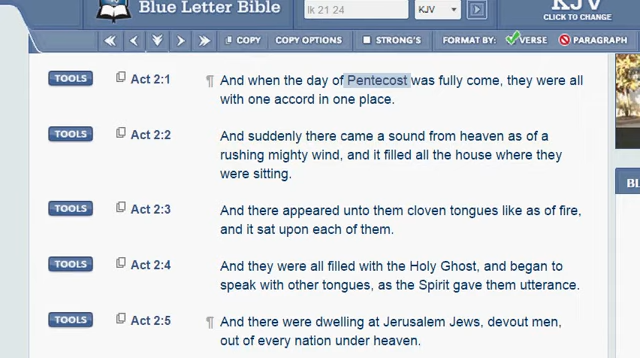 Blue Letter Bible
lk 21 24
KJV
KJV
CLICK TO CHANGE
COPY COPY OPTIONS STRONG'S FORMAT BY: VERSE PARAGRAPH
TOOLS Act 2:1 ¶ And when the day of Pentecost was fully come, they were all
with one accord in one place.
TOOLS Act 2:2 And suddenly there came a sound from heaven as of a
rushing mighty wind, and it filled all the house where they
were sitting.
TOOLS Act 2:3 And there appeared unto them cloven tongues like as of fire,
and it sat upon each of them.
BL
TOOLS Act 2:4 And they were all filled with the Holy Ghost, and began to
speak with other tongues, as the Spirit gave them utterance.
TOOLS Act 2:5 ¶ And there were dwelling at Jerusalem Jews, devout men,
out of every nation under heaven.